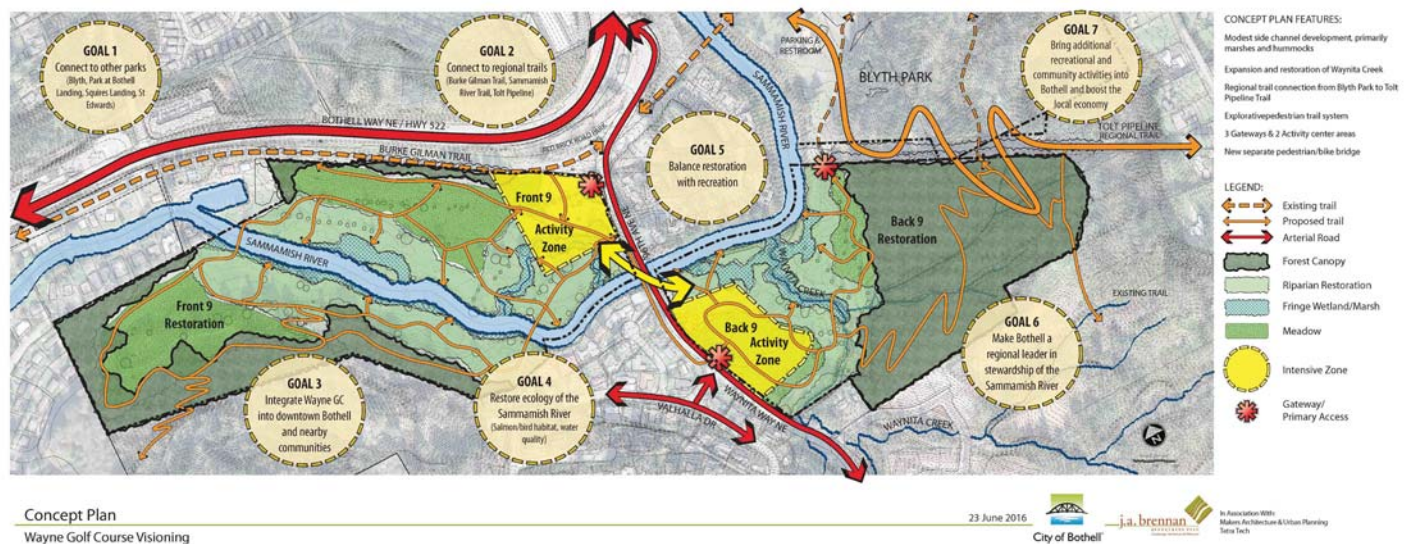 GOAL 1
Connect to other parks
(Blyth, Park at Bothell
Landing, Squires Landing, St
Edwards)
GOAL 2
Connect to regional trails
(Burke Gilman Trail, Sammamish
River Trail, Tolt Pipeline)
GOAL 7
Bring additional
recreational and
community activities into
Bothell and boost the
local economy
PARKING &
RESTROOM
BLYTH PARK
SAMMAMISH RIVER
BOTHELL WAY NE / HWY 522
BURKE GILMAN TRAIL
RED BRICK ROAD PARK
TOLT PIPELINE
REGIONAL TRAIL
GOAL 5
Balance restoration
with recreation
Front 9
Activity
Zone
96TH AVE N
Back 9
Restoration
SAMMAMISH RIVER
WAYNITA CREEK
Front 9
Restoration
Back 9
Activity
Zone
EXISTING TRAIL
GOAL 3
Integrate Wayne GC
into downtown Bothell
and nearby
communities
GOAL 4
Restore ecology of the
Sammamish River
(Salmon/bird habitat, water
quality)
GOAL 6
Make Bothell a
regional leader in
stewardship of the
Sammamish River
VALHALLA DR
WAYNITA WAY NE
WAYNITA CREEK
N
CONCEPT PLAN FEATURES:
Modest side channel development, primarily
marshes and hummocks
Expansion and restoration of Waynita Creek
Regional trail connection from Blyth Park to Tolt
Pipeline Trail
Explorativepedestrian trail system
3 Gateways & 2 Activity center areas
New separate pedestrian/bike bridge
LEGEND:
Existing trail
Proposed trail
Arterial Road
Forest Canopy
Riparian Restoration
Fringe Wetland/Marsh
Meadow
Intensive Zone
Gateway/
Primary Access
Concept Plan
Wayne Golf Course Visioning
23 June 2016
City of Bothell
j.a. brennan
In Association With:
Makers Architecture & Urban Planning
Tetra Tech